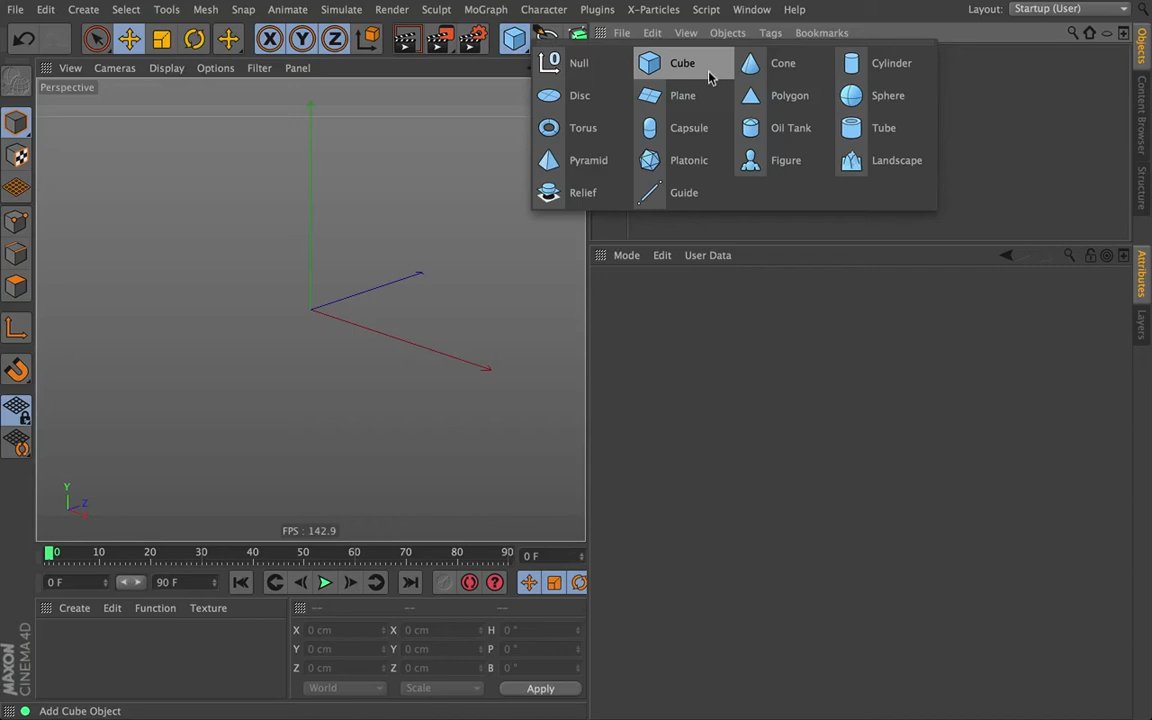 File Edit Create Select Tools Mesh Snap Animate Simulate Render Sculpt MoGraph Character Plugins X-Particles Script Window Help Layout: Startup (User)
File Edit View Objects Tags Bookmarks
View Cameras Display Options Filter Panel
Perspective
0 Null Cube Cone Cylinder
Disc Plane Polygon Sphere
Torus Capsule Oil Tank Tube
Pyramid Platonic Figure Landscape
Relief Guide
X Y Z
Objects
Content Browser
Structure
Mode Edit User Data
Attributes
Layers
Y
Z
X
FPS : 142.9
0 10 20 30 40 50 60 70 80 90 0 F
0 F 90 F
Create Edit Function Texture -- -- --
X 0 cm X 0 cm H 0 °
Y 0 cm Y 0 cm P 0 °
Z 0 cm Z 0 cm B 0 °
World Scale Apply
MAXON
CINEMA 4D
Add Cube Object